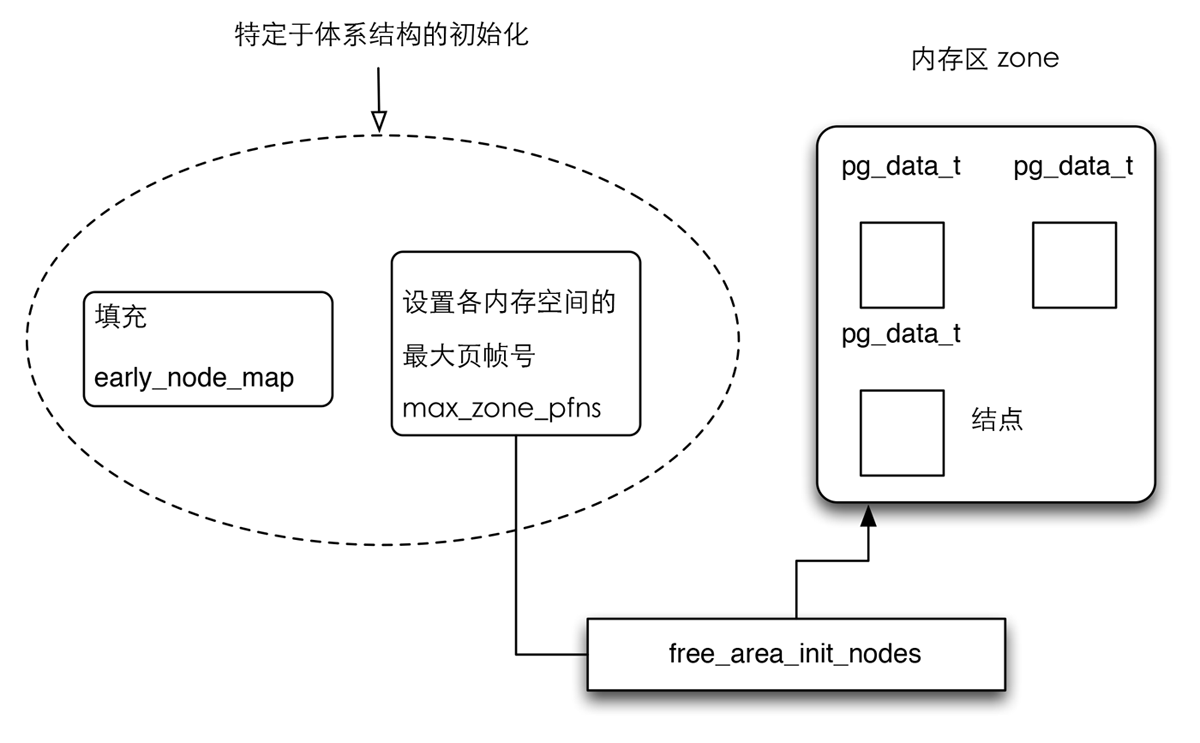 特定于体系结构的初始化
内存区 zone
填充
early_node_map
设置各内存空间的
最大页帧号
max_zone_pfns
pg_data_t
pg_data_t
pg_data_t
结点
free_area_init_nodes